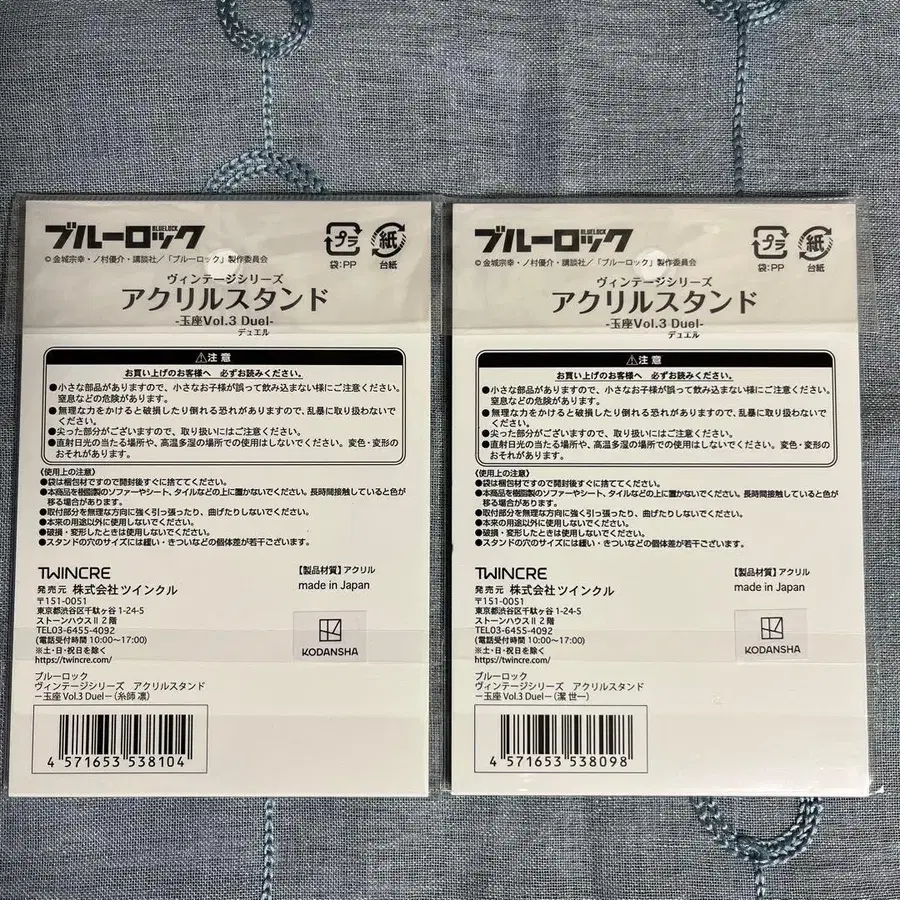 ブルーロック
BLUELOCK
プラ
紙
袋:PP
台紙
©金城宗幸・ノ村優介・講談社／「ブルーロック」製作委員会
ヴィンテージシリーズ
アクリルスタンド
-玉座Vol.3 Duel-
デュエル
⚠注意
お買い上げのお客様へ 必ずお読みください。
●小さな部品がありますので、小さなお子様が誤って飲み込まない様にご注意ください。
窒息などの危険があります。
●無理な力をかけると破損したり倒れる恐れがありますので、乱暴に取り扱わないで
ください。
●尖った部分がございますので、取り扱いにはご注意ください。
●直射日光の当たる場所や、高温多湿の場所での使用はしないでください。変色・変形の
おそれがあります。
〈使用上の注意〉
●袋は梱包材ですので開封後すぐに捨ててください。
●本商品を樹脂製のソファーやシート、タイルなどの上に置かないでください。長時間接触していると色が
移る場合があります。
●取付部分を無理な方向に強く引っ張ったり、曲げたりしないでください。
●本来の用途以外に使用しないでください。
●破損・変形したときは使用しないでください。
●スタンドの穴のサイズには緩い・きついなどの個体差が若干ございます。
TWINCRE
発売元 株式会社ツインクル
〒151-0051
東京都渋谷区千駄ヶ谷 1-24-5
ストーンハウスⅡ 2階
TEL03-6455-4092
(電話受付時間 10:00〜17:00)
※土・日・祝日を除く
https://twincre.com/
【製品材質】アクリル
made in Japan
KODANSHA
ブルーロック
ヴィンテージシリーズ アクリルスタンド
－玉座 Vol.3 Duel－（糸師 凛）
4 571653 538104
ブルーロック
BLUELOCK
プラ
紙
袋:PP
台紙
©金城宗幸・ノ村優介・講談社／「ブルーロック」製作委員会
ヴィンテージシリーズ
アクリルスタンド
-玉座Vol.3 Duel-
デュエル
⚠注意
お買い上げのお客様へ 必ずお読みください。
●小さな部品がありますので、小さなお子様が誤って飲み込まない様にご注意ください。
窒息などの危険があります。
●無理な力をかけると破損したり倒れる恐れがありますので、乱暴に取り扱わないで
ください。
●尖った部分がございますので、取り扱いにはご注意ください。
●直射日光の当たる場所や、高温多湿の場所での使用はしないでください。変色・変形の
おそれがあります。
〈使用上の注意〉
●袋は梱包材ですので開封後すぐに捨ててください。
●本商品を樹脂製のソファーやシート、タイルなどの上に置かないでください。長時間接触していると色が
移る場合があります。
●取付部分を無理な方向に強く引っ張ったり、曲げたりしないでください。
●本来の用途以外に使用しないでください。
●破損・変形したときは使用しないでください。
●スタンドの穴のサイズには緩い・きついなどの個体差が若干ございます。
TWINCRE
発売元 株式会社ツインクル
〒151-0051
東京都渋谷区千駄ヶ谷 1-24-5
ストーンハウスⅡ 2階
TEL03-6455-4092
(電話受付時間 10:00〜17:00)
※土・日・祝日を除く
https://twincre.com/
【製品材質】アクリル
made in Japan
KODANSHA
ブルーロック
ヴィンテージシリーズ アクリルスタンド
－玉座 Vol.3 Duel－（潔 世一）
4 571653 538098